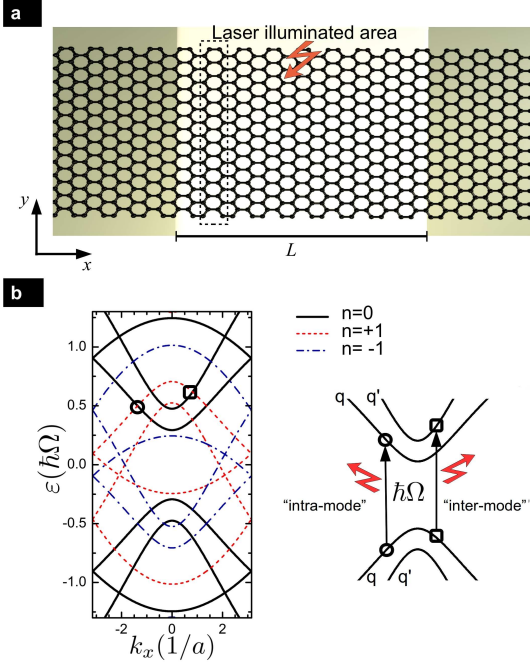 a
Laser illuminated area
y
x
L
b
n=0
n=+1
n= -1
1.0
0.5
0.0
-0.5
-1.0
ε(ħΩ)
-2
0
2
k_x(1/a)
q
q'
ħΩ
“intra-mode”
“inter-mode”
q
q'